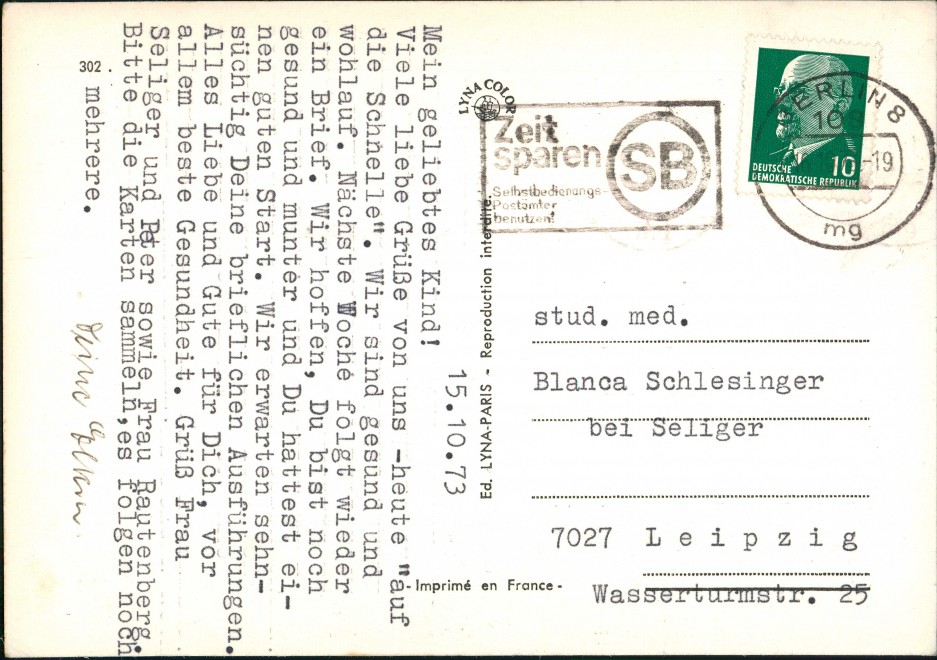 302
15.10.73
Mein geliebtes Kind!
Viele liebe Grüße von uns -heute "auf
die Schnelle". Wir sind gesund und
wohlauf. Nächste Woche folgt wieder
ein Brief. Wir hoffen, Du bist noch
gesund und munter und Du hattest ei-
nen guten Start. Wir erwarten sehn-
süchtig Deine brieflichen Ausführungen.
Alles Liebe und Gute für Dich, vor
allem beste Gesundheit. Grüß Frau
Seliger und Peter sowie Frau Rautenberg.
Bitte die Karten sammeln,es folgen noch
mehrere.
Deine Eltern
LYNA COLOR
Ed. LYNA-PARIS - Reproduction interdite
- Imprimé en France -
Zeit
sparen
SB
Selbstbedienungs-
Postämter
benutzen!
DEUTSCHE
DEMOKRATISCHE REPUBLIK
10
BERLIN 8
-19
mg
stud. med.
Blanca Schlesinger
bei Seliger
7027 Leipzig
Wasserturmstr. 25